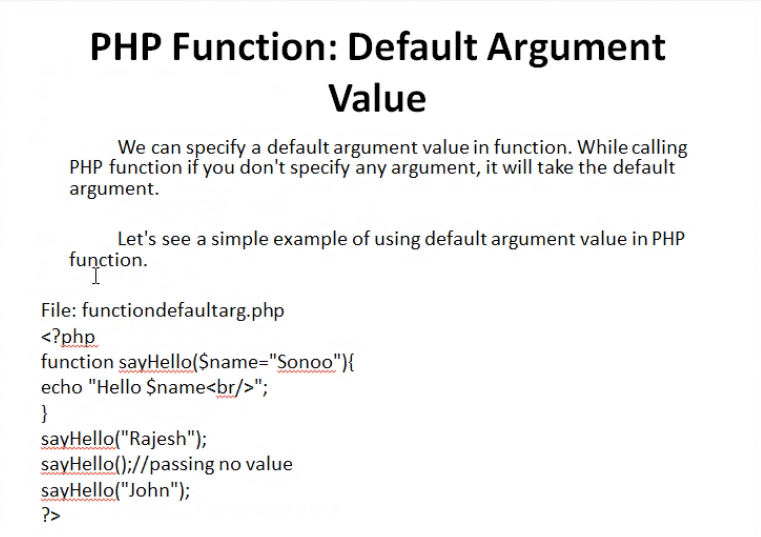 PHP Function: Default Argument
Value
We can specify a default argument value in function. While calling
PHP function if you don't specify any argument, it will take the default
argument.
Let's see a simple example of using default argument value in PHP
function.
File: functiondefaultarg.php
<?php
function sayHello($name="Sonoo"){
echo "Hello $name<br/>";
}
sayHello("Rajesh");
sayHello();//passing no value
sayHello("John");
?>